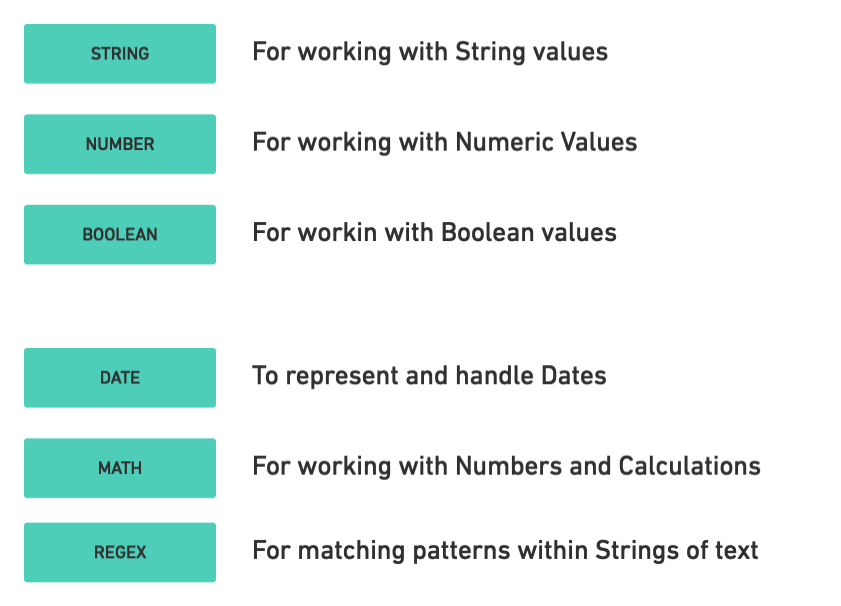 STRING For working with String values
NUMBER For working with Numeric Values
BOOLEAN For workin with Boolean values
DATE To represent and handle Dates
MATH For working with Numbers and Calculations
REGEX For matching patterns within Strings of text